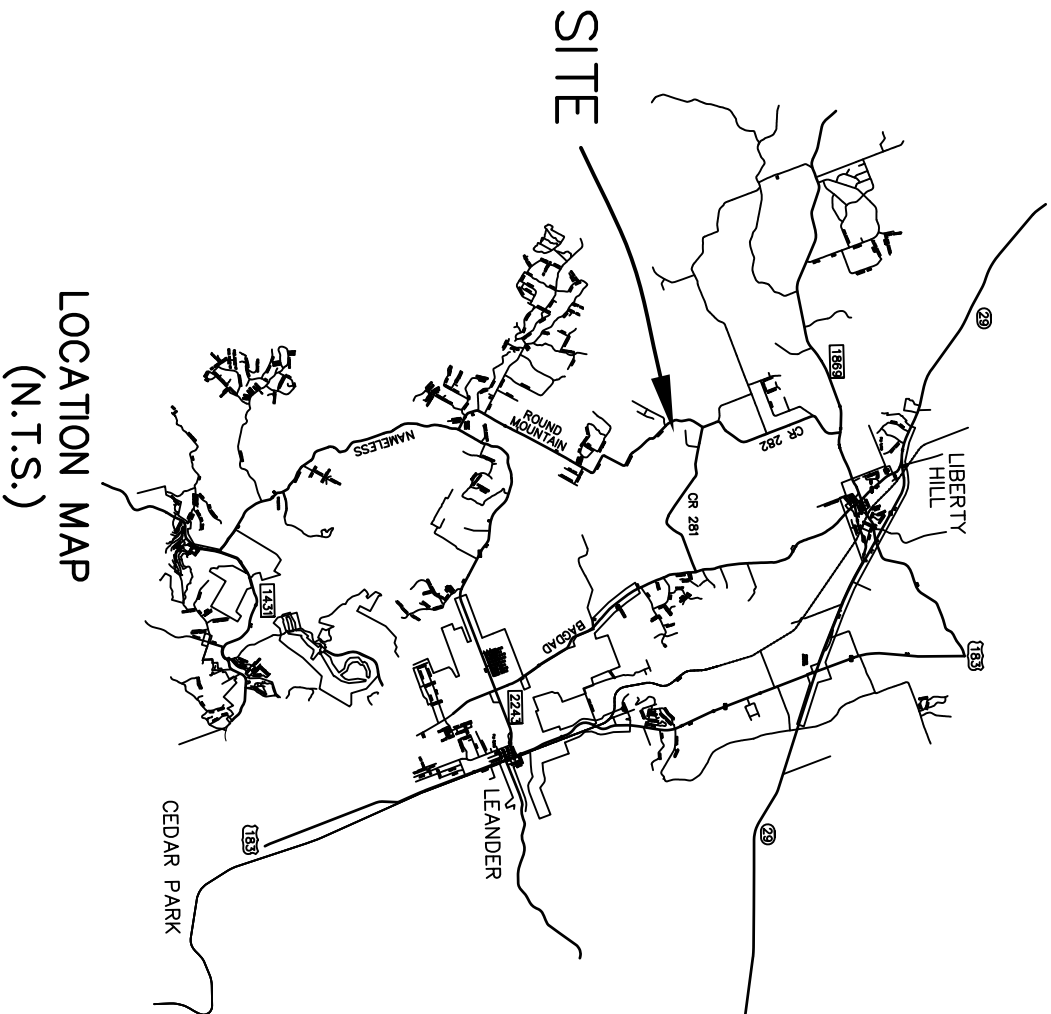 SITE
29
1869
LIBERTY
HILL
CR 282
ROUND
MOUNTAIN
NAMELESS
CR 281
183
BAGDAD
1431
2243
LEANDER
29
183
CEDAR PARK
LOCATION MAP
(N.T.S.)